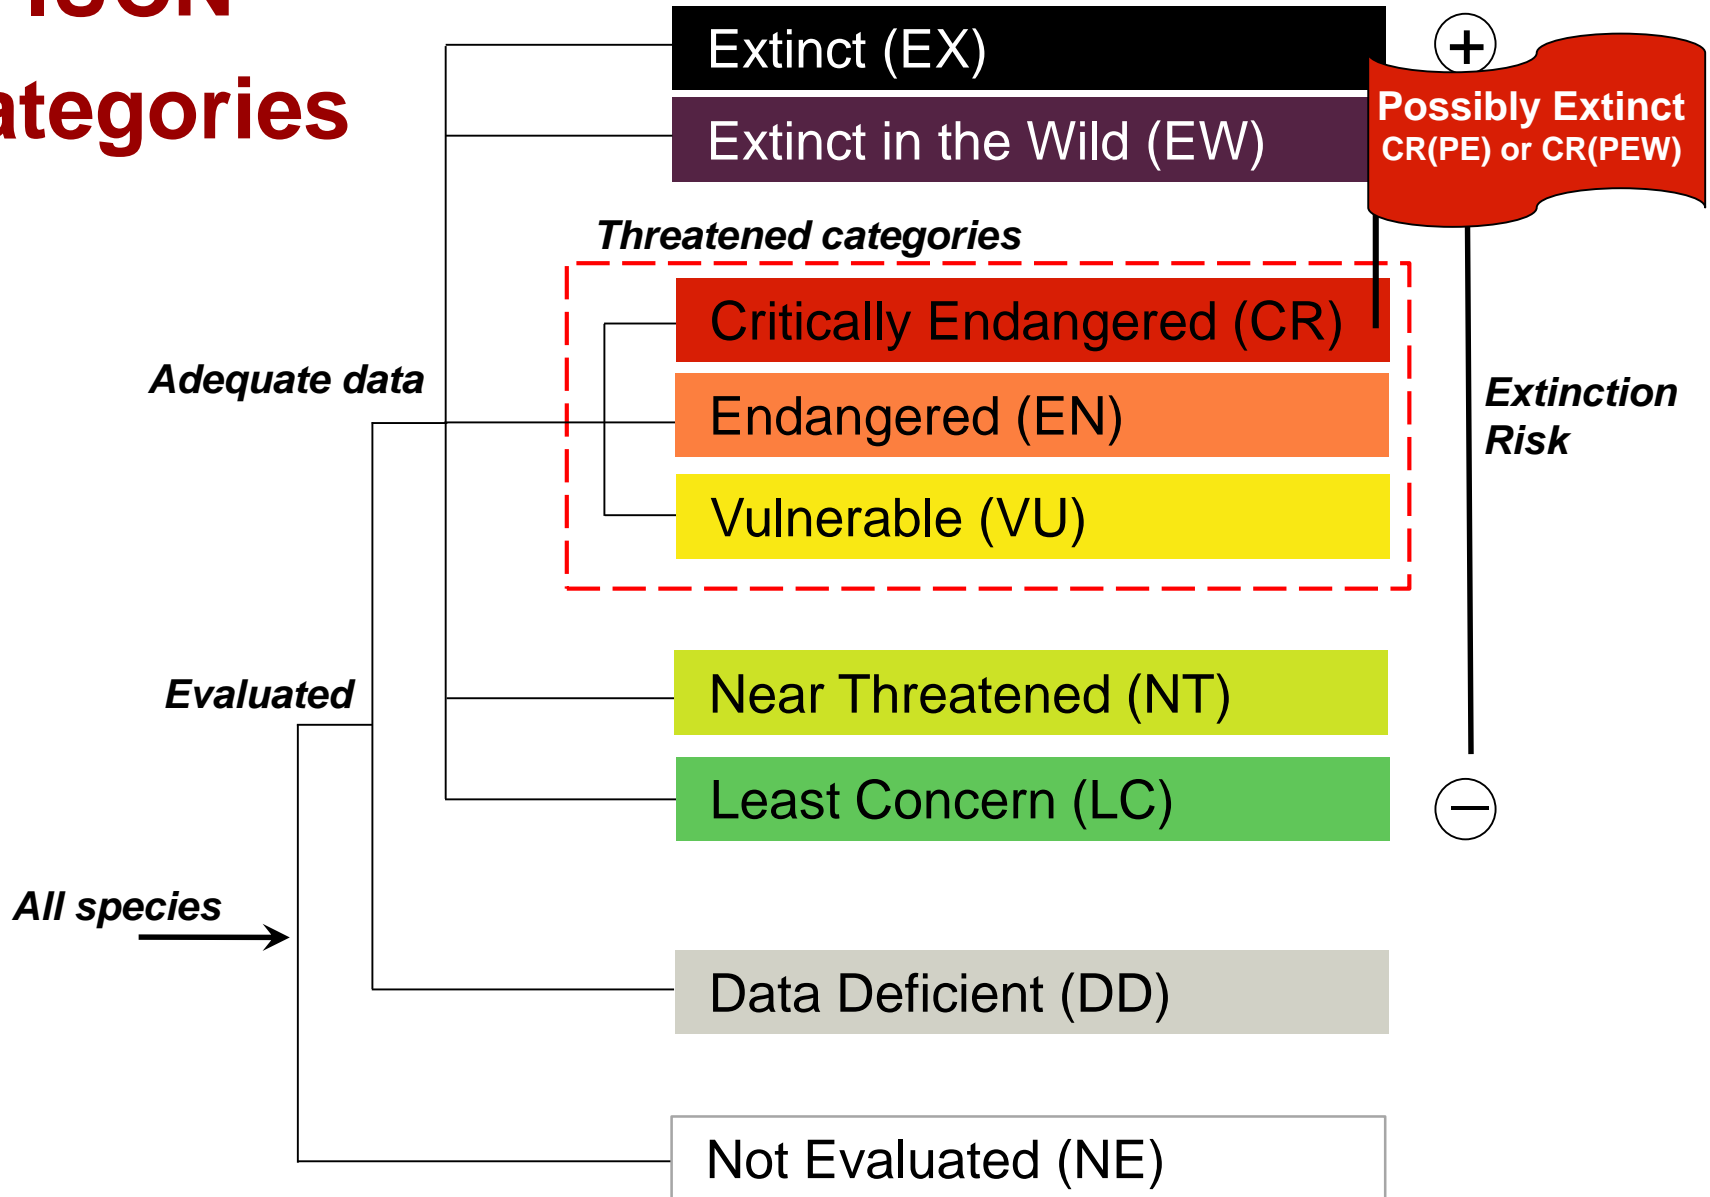 IUCN
ategories
Extinct (EX)
+
Possibly Extinct
CR(PE) or CR(PEW)
Extinct in the Wild (EW)
Threatened categories
Critically Endangered (CR)
Adequate data
Extinction
Risk
Endangered (EN)
Vulnerable (VU)
Evaluated
Near Threatened (NT)
Least Concern (LC)
–
All species
Data Deficient (DD)
Not Evaluated (NE)